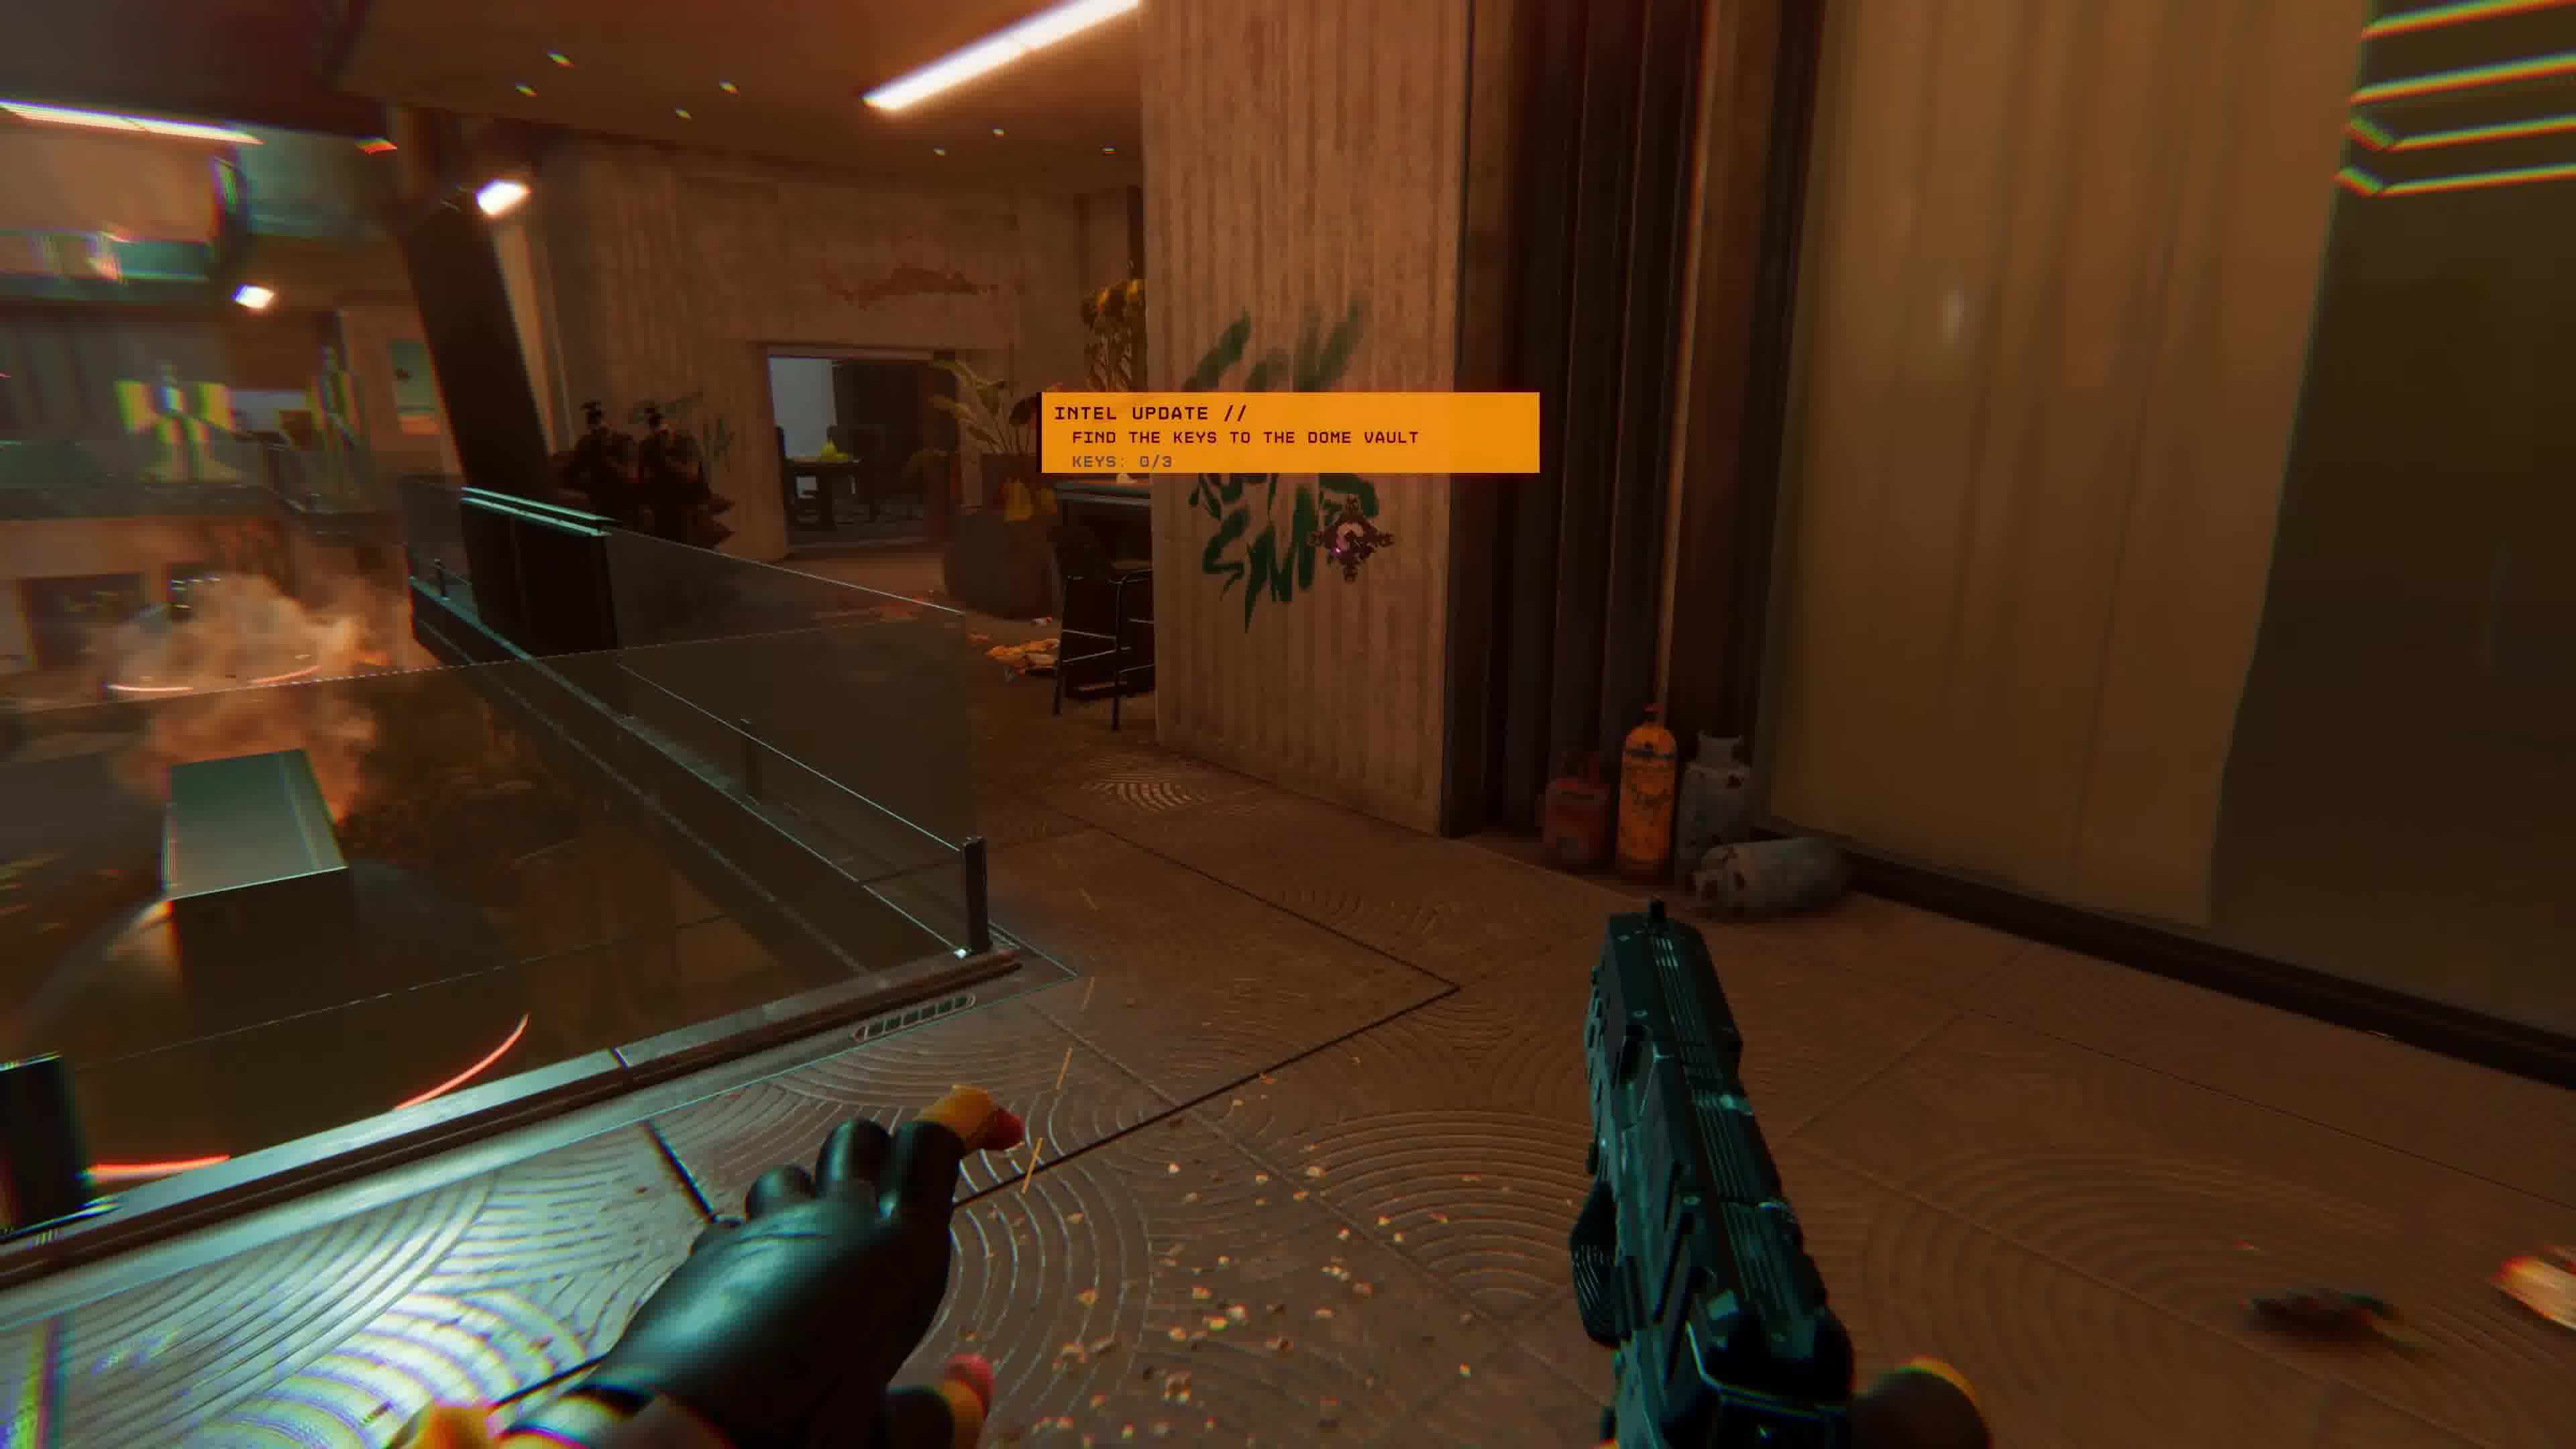 INTEL UPDATE //
FIND THE KEYS TO THE DOME VAULT
KEYS: 0/3